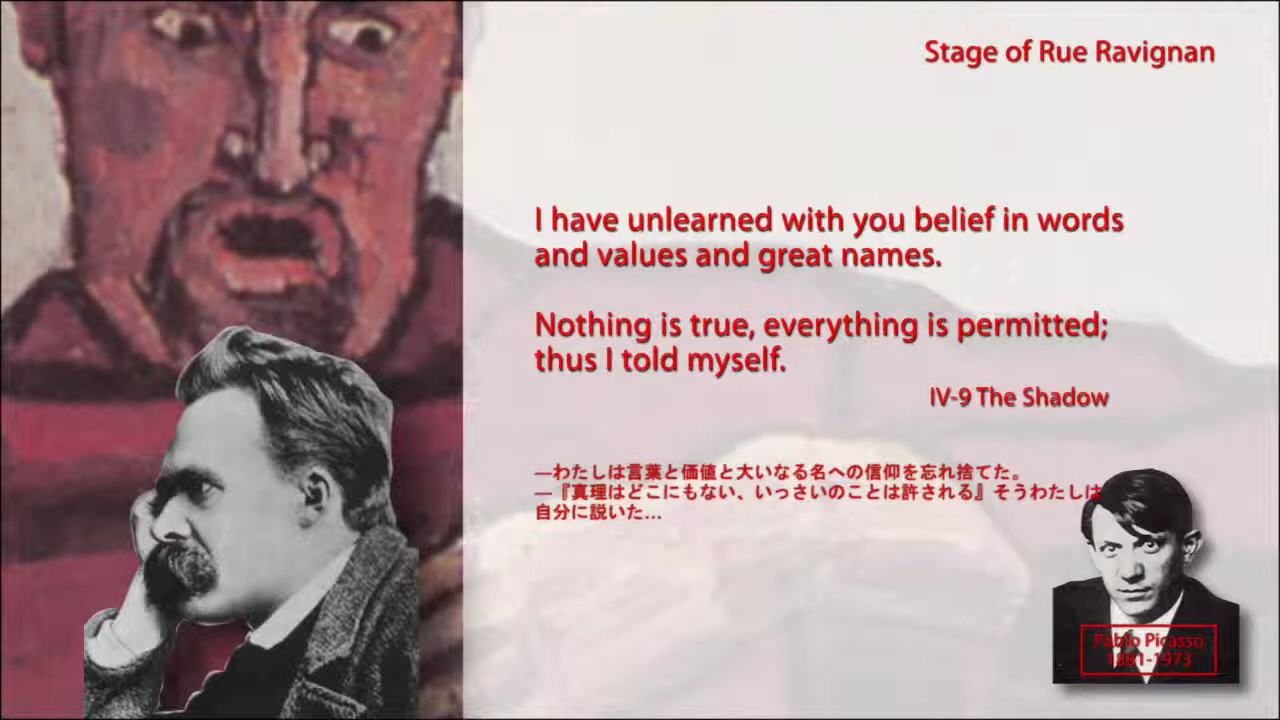 Stage of Rue Ravignan
I have unlearned with you belief in words
and values and great names.
Nothing is true, everything is permitted;
thus I told myself.
IV-9 The Shadow
―わたしは言葉と価値と大いなる名への信仰を忘れ捨てた。
―『真理はどこにもない、いっさいのことは許される』そうわたしは
自分に説いた...
Pablo Picasso
1881-1973